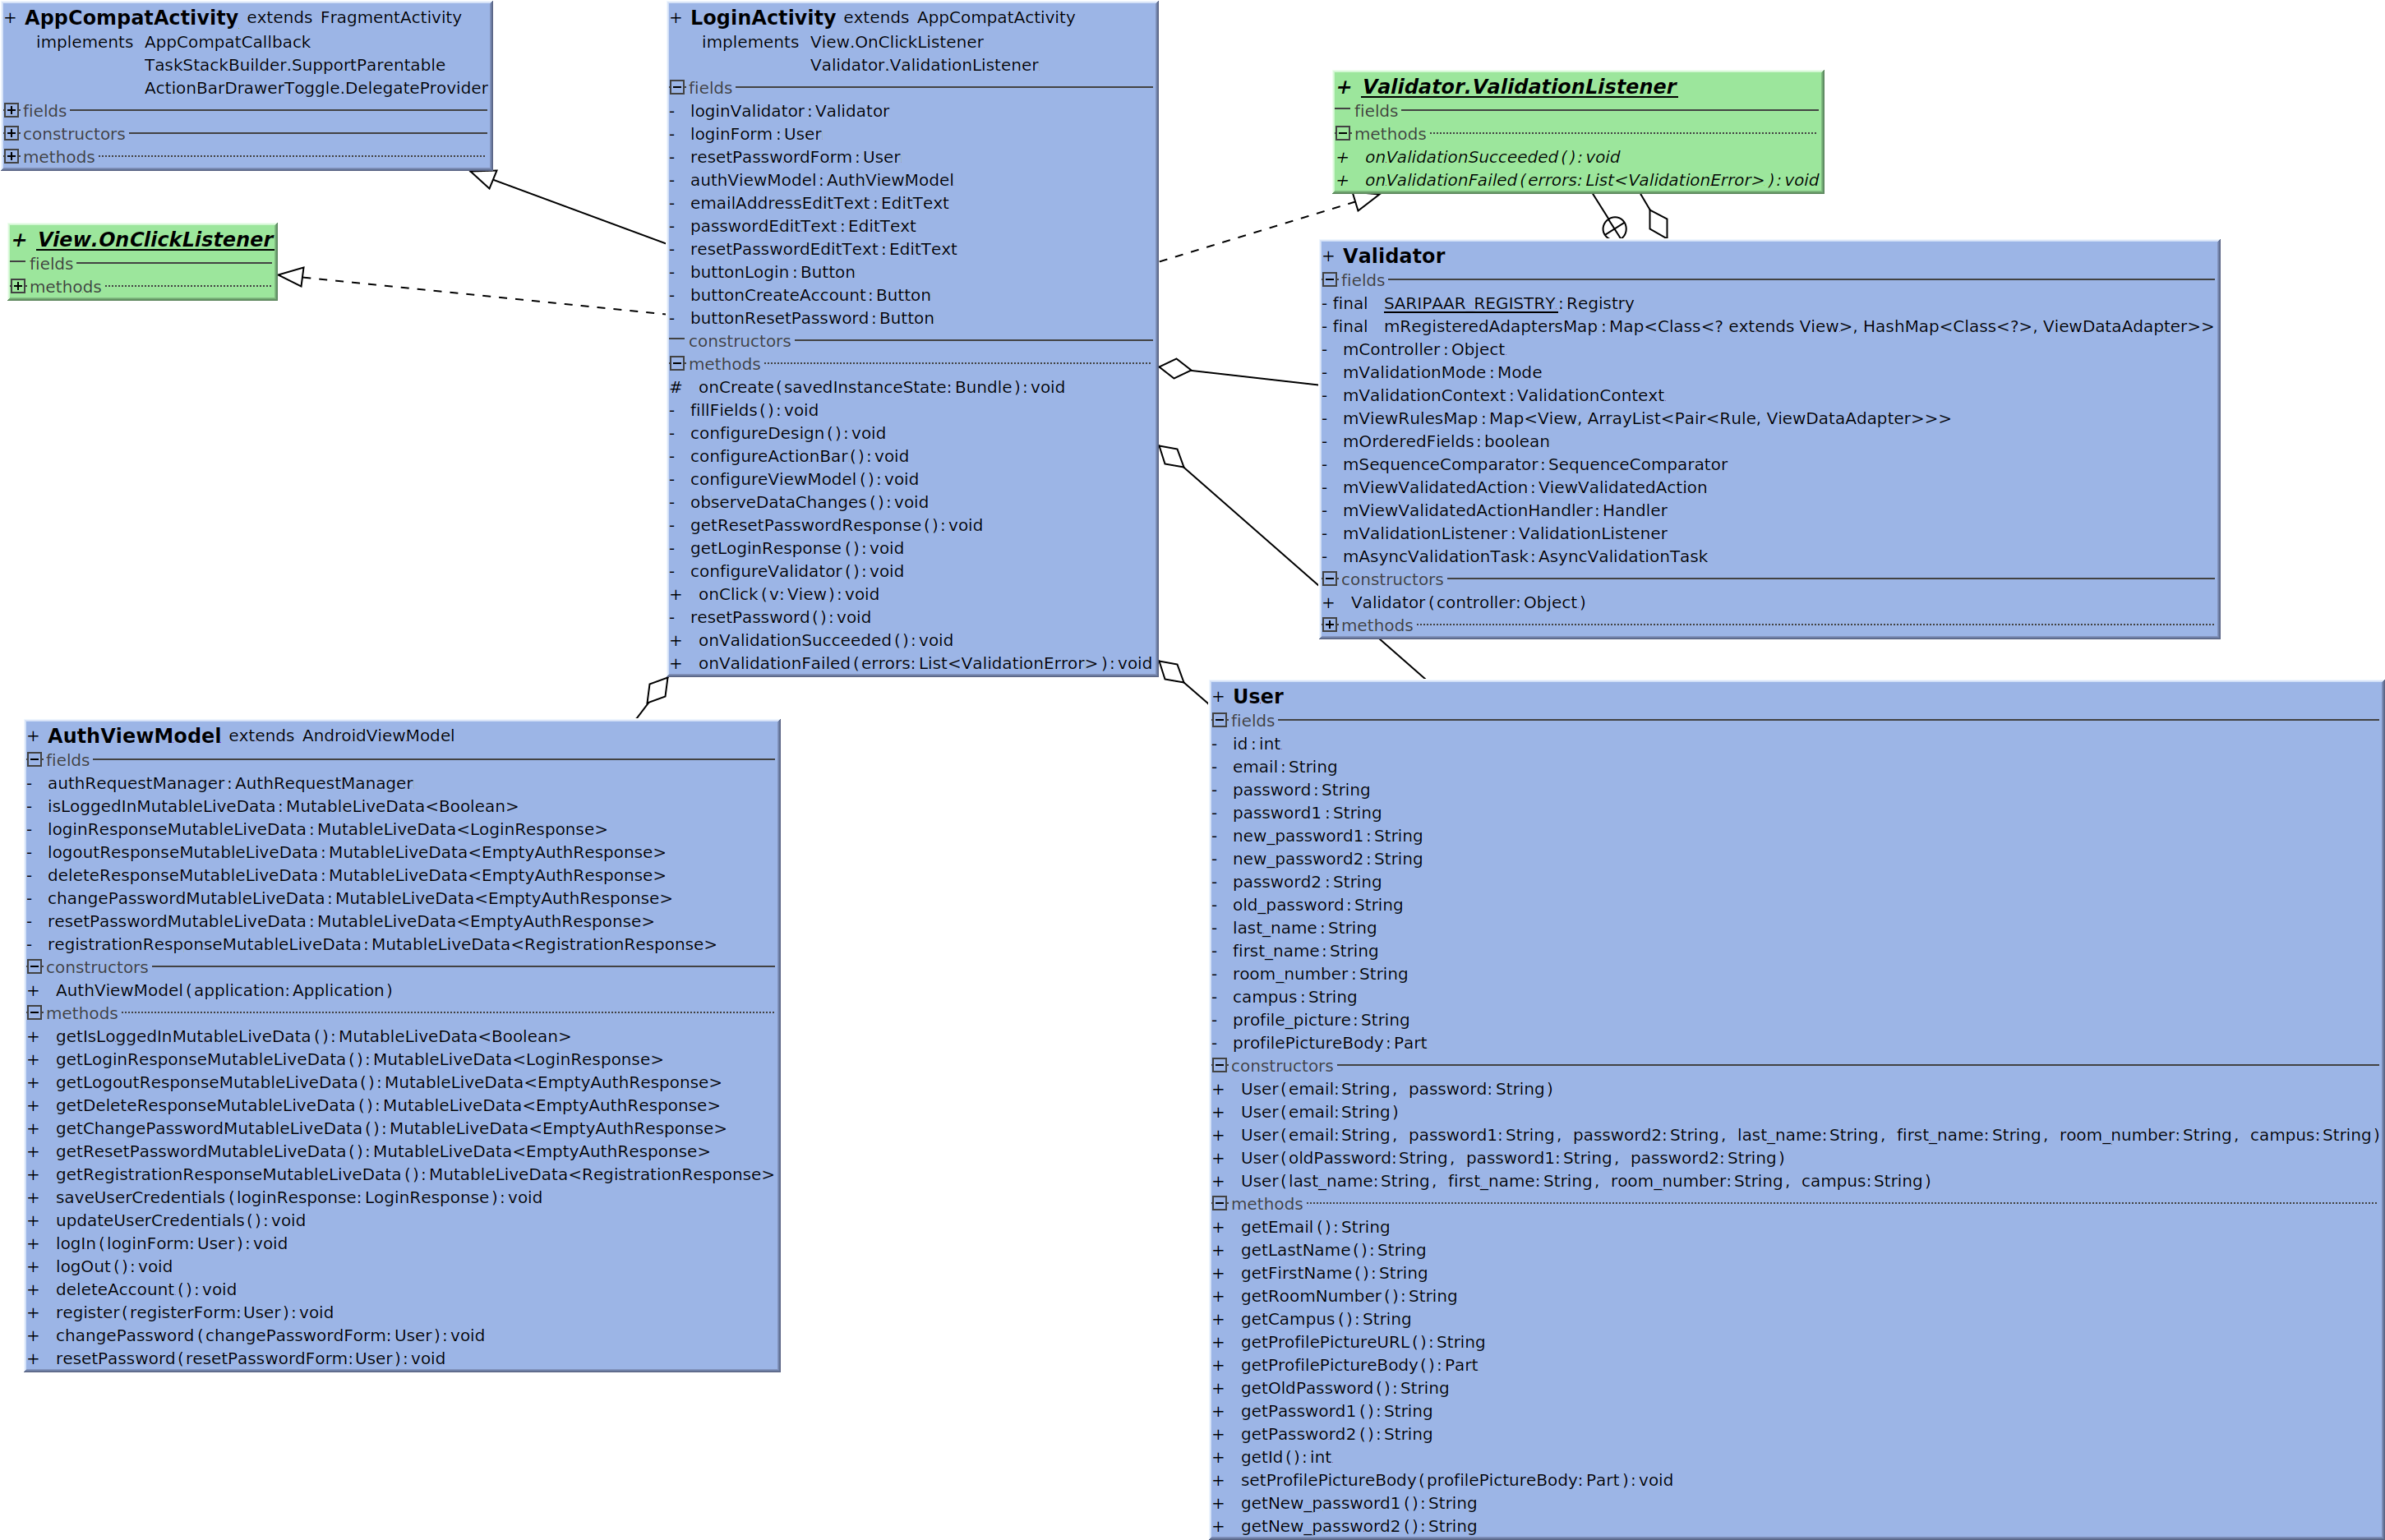 + AppCompatActivity extends FragmentActivity
implements AppCompatCallback
TaskStackBuilder.SupportParentable
ActionBarDrawerToggle.DelegateProvider
fields
constructors
methods
+ View.OnClickListener
fields
methods
+ LoginActivity extends AppCompatActivity
implements View.OnClickListener
Validator.ValidationListener
fields
- loginValidator : Validator
- loginForm : User
- resetPasswordForm : User
- authViewModel : AuthViewModel
- emailAddressEditText : EditText
- passwordEditText : EditText
- resetPasswordEditText : EditText
- buttonLogin : Button
- buttonCreateAccount : Button
- buttonResetPassword : Button
constructors
methods
# onCreate ( savedInstanceState: Bundle ) : void
- fillFields ( ) : void
- configureDesign ( ) : void
- configureActionBar ( ) : void
- configureViewModel ( ) : void
- observeDataChanges ( ) : void
- getResetPasswordResponse ( ) : void
- getLoginResponse ( ) : void
- configureValidator ( ) : void
+ onClick ( v: View ) : void
- resetPassword ( ) : void
+ onValidationSucceeded ( ) : void
+ onValidationFailed ( errors: List<ValidationError> ) : void
+ Validator.ValidationListener
fields
methods
+ onValidationSucceeded ( ) : void
+ onValidationFailed ( errors: List<ValidationError> ) : void
+ Validator
fields
- final SARIPAAR_REGISTRY : Registry
- final mRegisteredAdaptersMap : Map<Class<? extends View>, HashMap<Class<?>, ViewDataAdapter>>
- mController : Object
- mValidationMode : Mode
- mValidationContext : ValidationContext
- mViewRulesMap : Map<View, ArrayList<Pair<Rule, ViewDataAdapter>>>
- mOrderedFields : boolean
- mSequenceComparator : SequenceComparator
- mViewValidatedAction : ViewValidatedAction
- mViewValidatedActionHandler : Handler
- mValidationListener : ValidationListener
- mAsyncValidationTask : AsyncValidationTask
constructors
+ Validator ( controller: Object )
methods
+ AuthViewModel extends AndroidViewModel
fields
- authRequestManager : AuthRequestManager
- isLoggedInMutableLiveData : MutableLiveData<Boolean>
- loginResponseMutableLiveData : MutableLiveData<LoginResponse>
- logoutResponseMutableLiveData : MutableLiveData<EmptyAuthResponse>
- deleteResponseMutableLiveData : MutableLiveData<EmptyAuthResponse>
- changePasswordMutableLiveData : MutableLiveData<EmptyAuthResponse>
- resetPasswordMutableLiveData : MutableLiveData<EmptyAuthResponse>
- registrationResponseMutableLiveData : MutableLiveData<RegistrationResponse>
constructors
+ AuthViewModel ( application: Application )
methods
+ getIsLoggedInMutableLiveData ( ) : MutableLiveData<Boolean>
+ getLoginResponseMutableLiveData ( ) : MutableLiveData<LoginResponse>
+ getLogoutResponseMutableLiveData ( ) : MutableLiveData<EmptyAuthResponse>
+ getDeleteResponseMutableLiveData ( ) : MutableLiveData<EmptyAuthResponse>
+ getChangePasswordMutableLiveData ( ) : MutableLiveData<EmptyAuthResponse>
+ getResetPasswordMutableLiveData ( ) : MutableLiveData<EmptyAuthResponse>
+ getRegistrationResponseMutableLiveData ( ) : MutableLiveData<RegistrationResponse>
+ saveUserCredentials ( loginResponse: LoginResponse ) : void
+ updateUserCredentials ( ) : void
+ logIn ( loginForm: User ) : void
+ logOut ( ) : void
+ deleteAccount ( ) : void
+ register ( registerForm: User ) : void
+ changePassword ( changePasswordForm: User ) : void
+ resetPassword ( resetPasswordForm: User ) : void
+ User
fields
- id : int
- email : String
- password : String
- password1 : String
- new_password1 : String
- new_password2 : String
- password2 : String
- old_password : String
- last_name : String
- first_name : String
- room_number : String
- campus : String
- profile_picture : String
- profilePictureBody : Part
constructors
+ User ( email: String, password: String )
+ User ( email: String )
+ User ( email: String, password1: String, password2: String, last_name: String, first_name: String, room_number: String, campus: String )
+ User ( oldPassword: String, password1: String, password2: String )
+ User ( last_name: String, first_name: String, room_number: String, campus: String )
methods
+ getEmail ( ) : String
+ getLastName ( ) : String
+ getFirstName ( ) : String
+ getRoomNumber ( ) : String
+ getCampus ( ) : String
+ getProfilePictureURL ( ) : String
+ getProfilePictureBody ( ) : Part
+ getOldPassword ( ) : String
+ getPassword1 ( ) : String
+ getPassword2 ( ) : String
+ getId ( ) : int
+ setProfilePictureBody ( profilePictureBody: Part ) : void
+ getNew_password1 ( ) : String
+ getNew_password2 ( ) : String